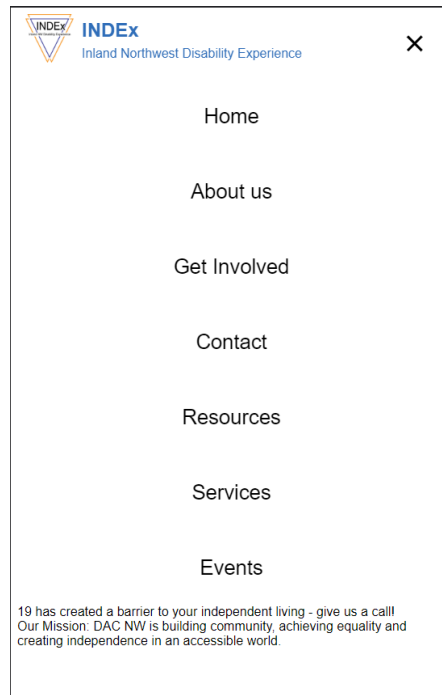 INDEx
INDEx
Inland Northwest Disability Experience
Home
About us
Get Involved
Contact
Resources
Services
Events
19 has created a barrier to your independent living - give us a call!
Our Mission: DAC NW is building community, achieving equality and
creating independence in an accessible world.